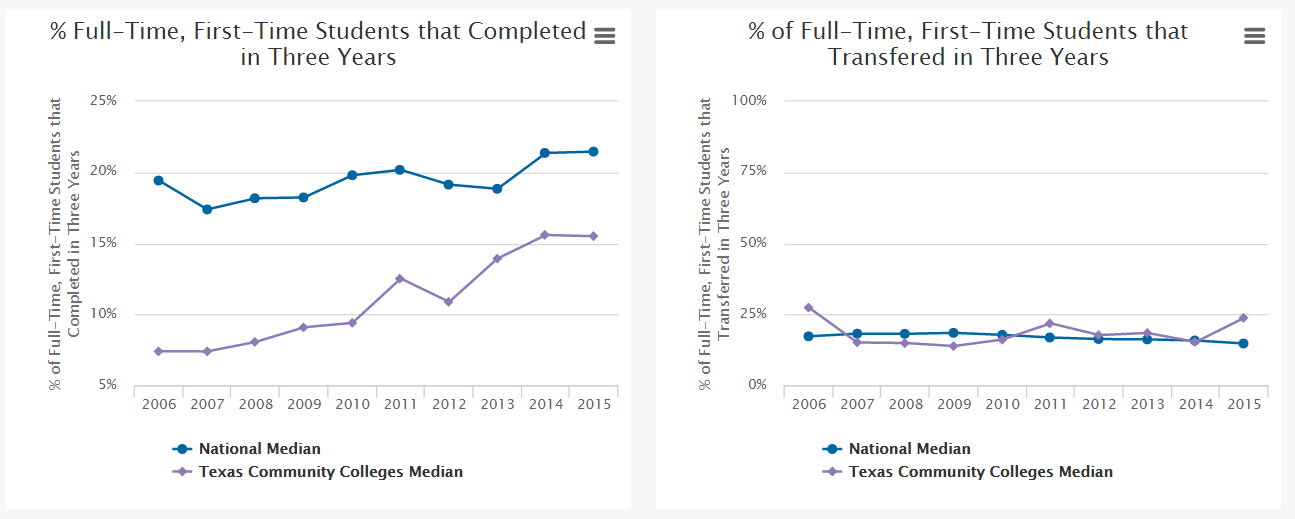 % Full-Time, First-Time Students that Completed
in Three Years
% of Full-Time, First-Time Students that
Completed in Three Years
25%
20%
15%
10%
5%
2006 2007 2008 2009 2010 2011 2012 2013 2014 2015
National Median
Texas Community Colleges Median
% of Full-Time, First-Time Students that
Transfered in Three Years
% of Full-Time, First-Time Students that
Transferred in Three Years
100%
75%
50%
25%
0%
2006 2007 2008 2009 2010 2011 2012 2013 2014 2015
National Median
Texas Community Colleges Median